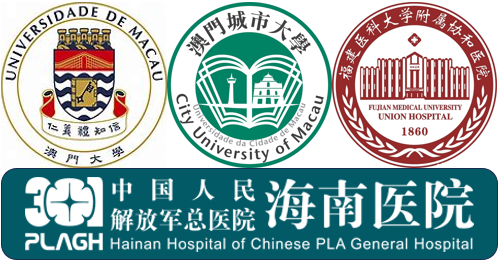 UNIVERSIDADE DE MACAU
仁義禮知信
澳門大學
澳門城市大學
Universidade da Cidade de Macau
City University of Macau
福建医科大学附属协和医院
FUJIAN MEDICAL UNIVERSITY
UNION HOSPITAL
1860
301
PLAGH
中国人民
解放军总医院
海南医院
Hainan Hospital of Chinese PLA General Hospital